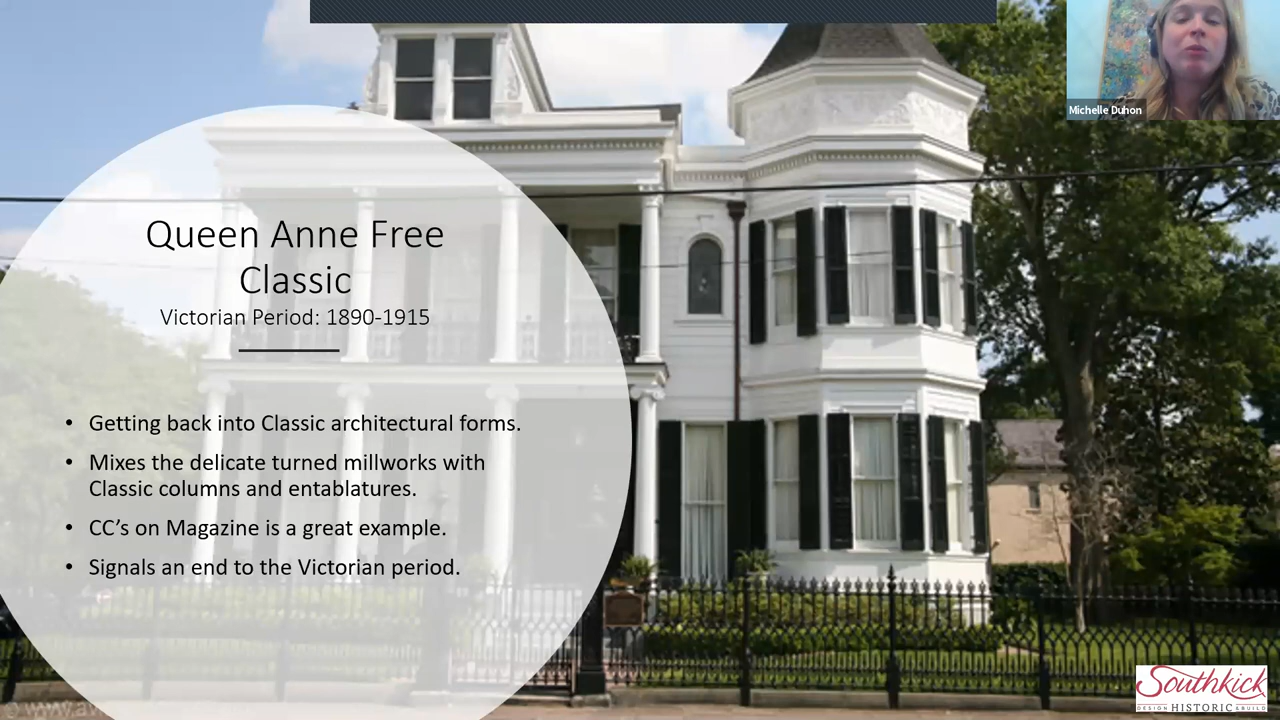 Michelle Duhon
Queen Anne Free
Classic
Victorian Period: 1890-1915
• Getting back into Classic architectural forms.
• Mixes the delicate turned millworks with
Classic columns and entablatures.
• CC’s on Magazine is a great example.
• Signals an end to the Victorian period.
Southkick
DESIGN HISTORIC & BUILD